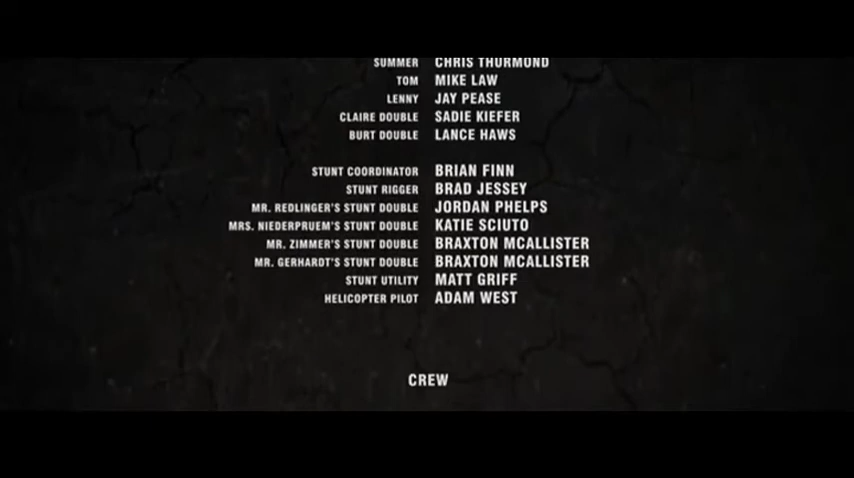 SUMMER CHRIS THURMOND
TOM MIKE LAW
LENNY JAY PEASE
CLAIRE DOUBLE SADIE KIEFER
BURT DOUBLE LANCE HAWS
STUNT COORDINATOR BRIAN FINN
STUNT RIGGER BRAD JESSEY
MR. REDLINGER'S STUNT DOUBLE JORDAN PHELPS
MRS. NIEDERPRUEM'S STUNT DOUBLE KATIE SCIUTO
MR. ZIMMER'S STUNT DOUBLE BRAXTON MCALLISTER
MR. GERHARDT'S STUNT DOUBLE BRAXTON MCALLISTER
STUNT UTILITY MATT GRIFF
HELICOPTER PILOT ADAM WEST
CREW